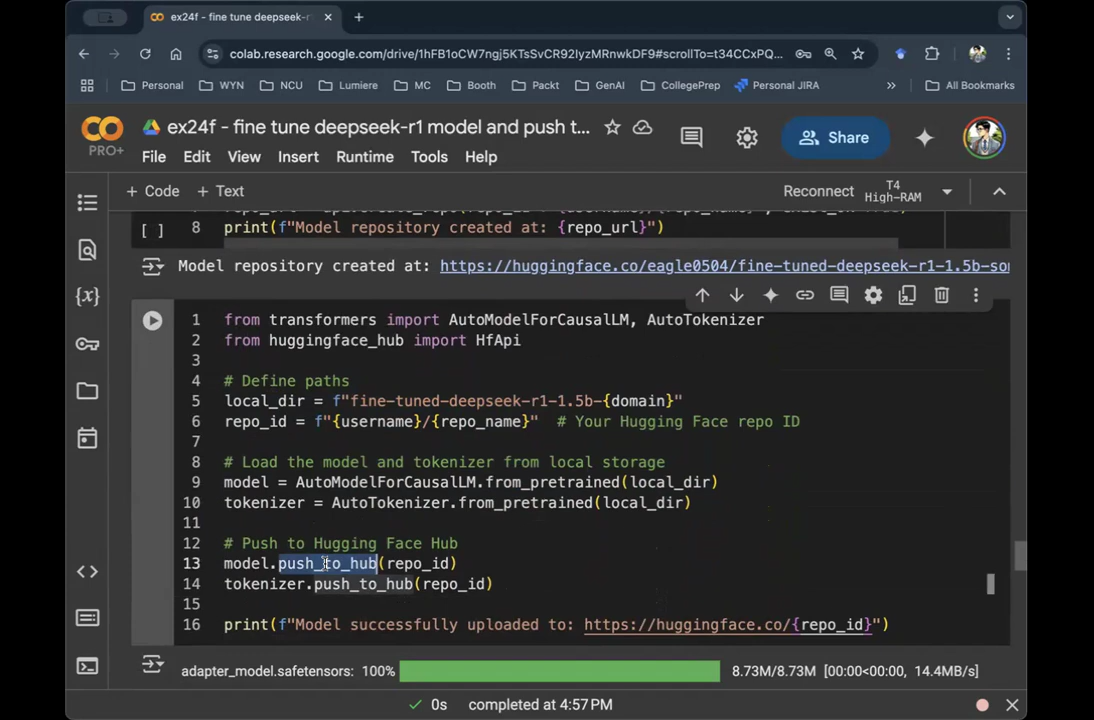 ex24f - fine tune deepseek-r1
colab.research.google.com/drive/1hFB1oCW7ngj5KTsSvCR92IyzMRnwkDF9#scrollTo=t34CCxPQ...
Personal WYN NCU Lumiere MC Booth Packt GenAI CollegePrep Personal JIRA » All Bookmarks
ex24f - fine tune deepseek-r1 model and push t...
PRO+
Share
File Edit View Insert Runtime Tools Help
+ Code + Text
Reconnect
T4
High-RAM
[ ] 8 print(f"Model repository created at: {repo_url}")
Model repository created at: https://huggingface.co/eagle0504/fine-tuned-deepseek-r1-1.5b-so
1 from transformers import AutoModelForCausalLM, AutoTokenizer
2 from huggingface_hub import HfApi
3
4 # Define paths
5 local_dir = f"fine-tuned-deepseek-r1-1.5b-{domain}"
6 repo_id = f"{username}/{repo_name}" # Your Hugging Face repo ID
7
8 # Load the model and tokenizer from local storage
9 model = AutoModelForCausalLM.from_pretrained(local_dir)
10 tokenizer = AutoTokenizer.from_pretrained(local_dir)
11
12 # Push to Hugging Face Hub
13 model.push_to_hub(repo_id)
14 tokenizer.push_to_hub(repo_id)
15
16 print(f"Model successfully uploaded to: https://huggingface.co/{repo_id}")
adapter_model.safetensors: 100% 8.73M/8.73M [00:00<00:00, 14.4MB/s]
0s completed at 4:57 PM